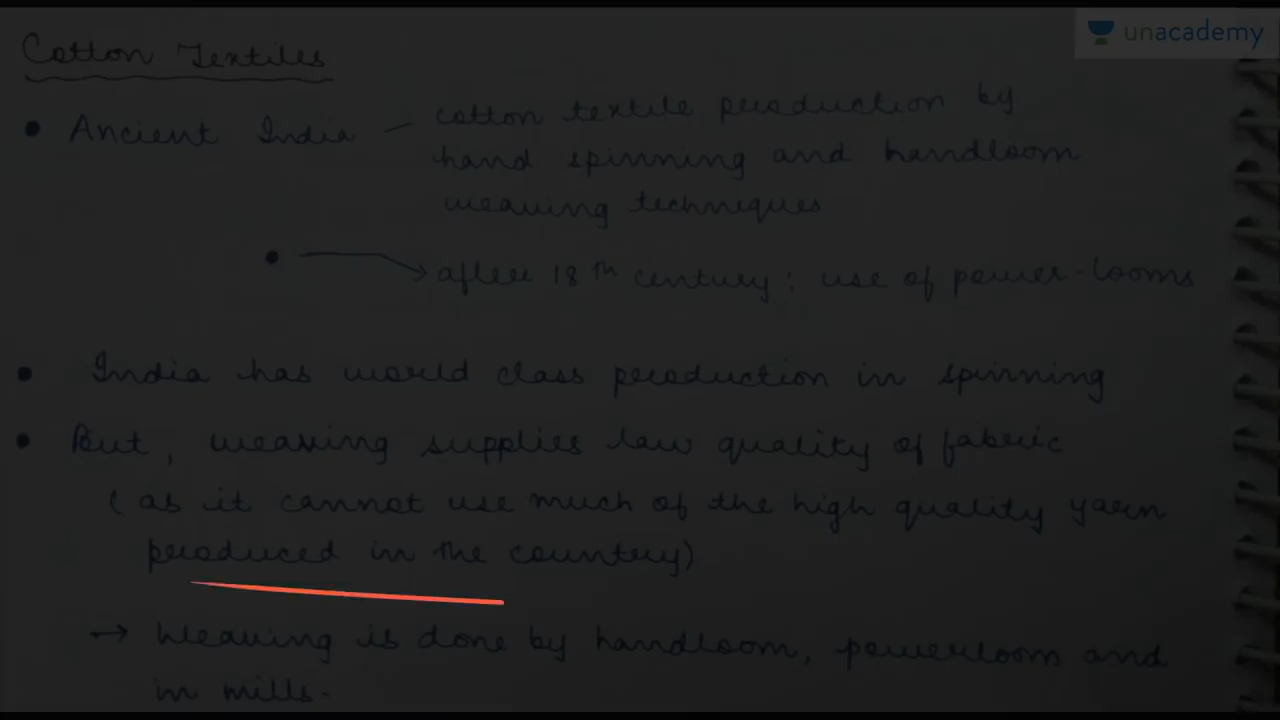 unacademy
Cotton Textiles
• Ancient India – cotton textile production by
hand spinning and handloom
weaving techniques
• → after 18th century : use of power-looms
• India has world class production in spinning
• But, weaving supplies law quality of fabric
(as it cannot use much of the high quality yarn
produced in the country)
→ Weaving is done by handloom, powerloom and
in mills.